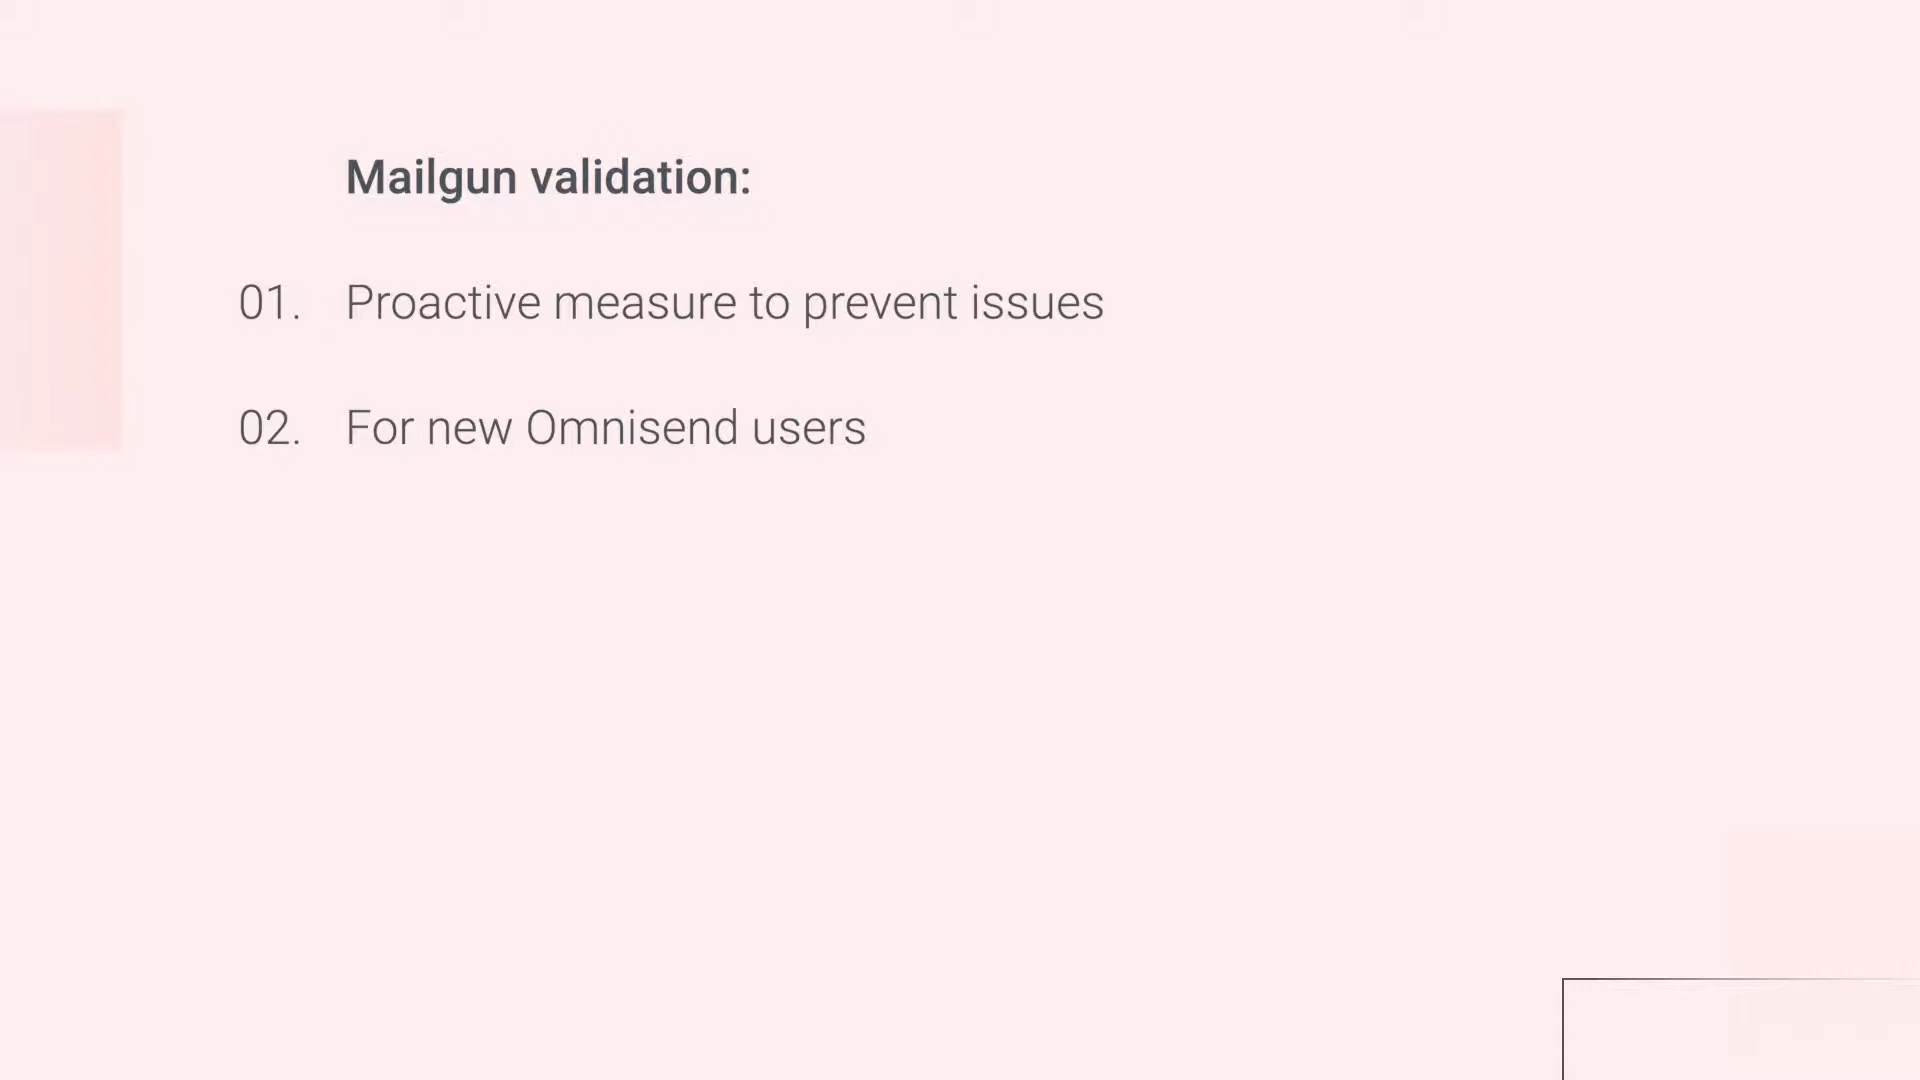 Mailgun validation:
01. Proactive measure to prevent issues
02. For new Omnisend users